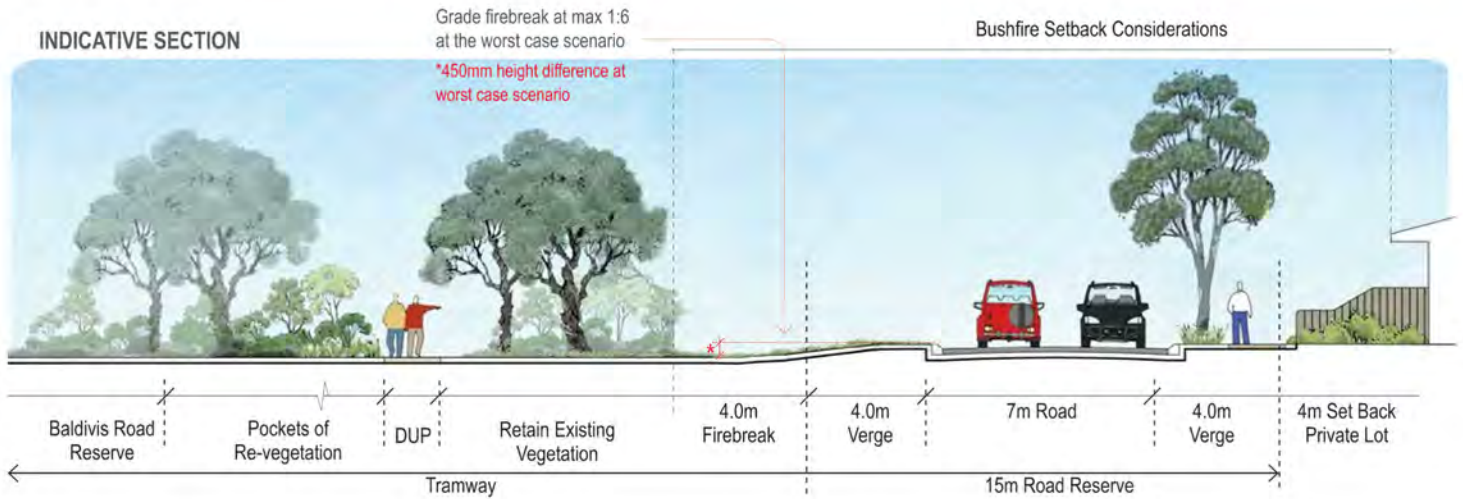 INDICATIVE SECTION
Grade firebreak at max 1:6
at the worst case scenario
*450mm height difference at
worst case scenario
Bushfire Setback Considerations
*
Baldivis Road
Reserve
Pockets of
Re-vegetation
DUP
Retain Existing
Vegetation
4.0m
Firebreak
4.0m
Verge
7m Road
4.0m
Verge
4m Set Back
Private Lot
Tramway
15m Road Reserve